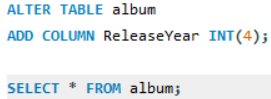 ALTER TABLE album
ADD COLUMN ReleaseYear INT(4);
SELECT * FROM album;